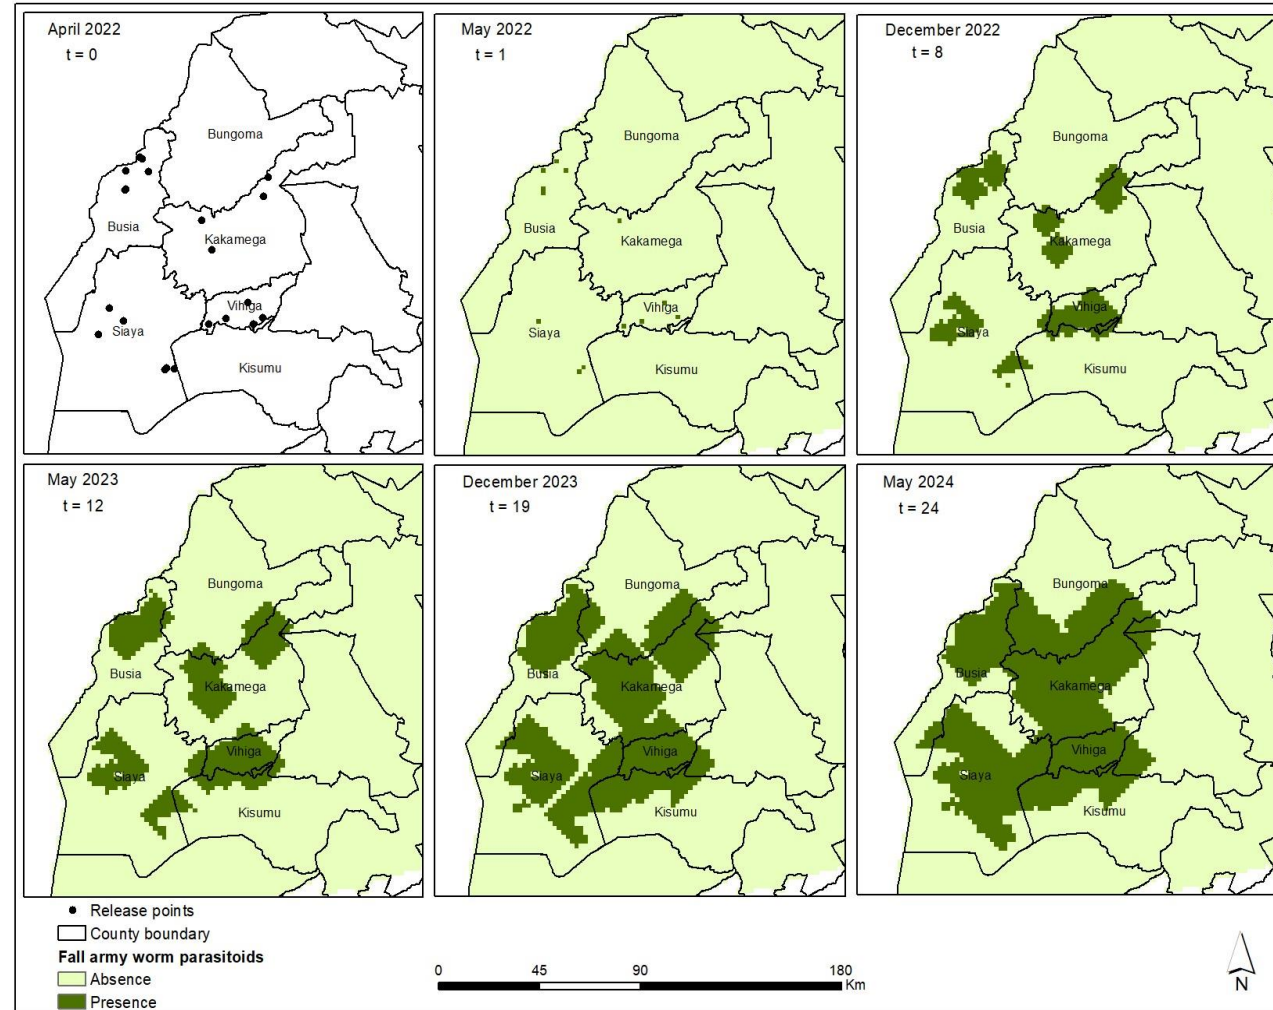 April 2022
t = 0
Bungoma
Busia
Kakamega
Vihiga
Siaya
Kisumu
May 2022
t = 1
Bungoma
Busia
Kakamega
Vihiga
Siaya
Kisumu
December 2022
t = 8
Bungoma
Busia
Kakamega
Vihiga
Siaya
Kisumu
May 2023
t = 12
Bungoma
Busia
Kakamega
Vihiga
Siaya
Kisumu
December 2023
t = 19
Bungoma
Busia
Kakamega
Vihiga
Siaya
Kisumu
May 2024
t = 24
Bungoma
Busia
Kakamega
Vihiga
Siaya
Kisumu
Release points
County boundary
Fall army worm parasitoids
Absence
Presence
0 45 90 180
Km
N